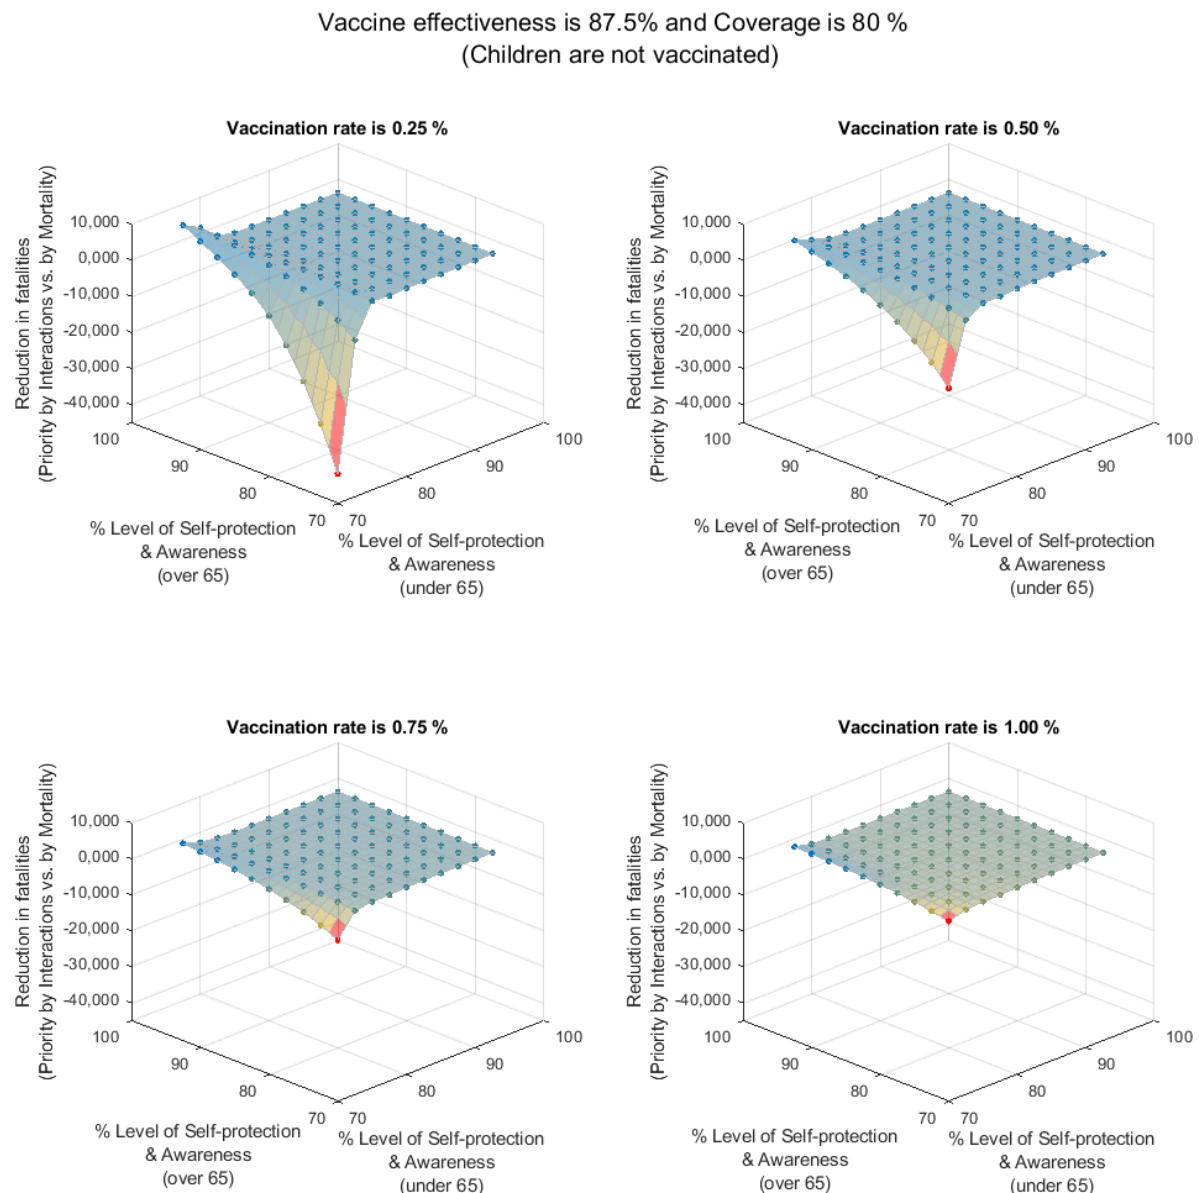 Vaccine effectiveness is 87.5% and Coverage is 80 %
(Children are not vaccinated)
Vaccination rate is 0.25 %
Reduction in fatalities
(Priority by Interactions vs. by Mortality)
10,000
0,000
-10,000
-20,000
-30,000
-40,000
100
90
80
70
70
80
90
100
% Level of Self-protection
& Awareness
(over 65)
% Level of Self-protection
& Awareness
(under 65)
Vaccination rate is 0.50 %
Reduction in fatalities
(Priority by Interactions vs. by Mortality)
10,000
0,000
-10,000
-20,000
-30,000
-40,000
100
90
80
70
70
80
90
100
% Level of Self-protection
& Awareness
(over 65)
% Level of Self-protection
& Awareness
(under 65)
Vaccination rate is 0.75 %
Reduction in fatalities
(Priority by Interactions vs. by Mortality)
10,000
0,000
-10,000
-20,000
-30,000
-40,000
100
90
80
70
70
80
90
100
% Level of Self-protection
& Awareness
(over 65)
% Level of Self-protection
& Awareness
(under 65)
Vaccination rate is 1.00 %
Reduction in fatalities
(Priority by Interactions vs. by Mortality)
10,000
0,000
-10,000
-20,000
-30,000
-40,000
100
90
80
70
70
80
90
100
% Level of Self-protection
& Awareness
(over 65)
% Level of Self-protection
& Awareness
(under 65)